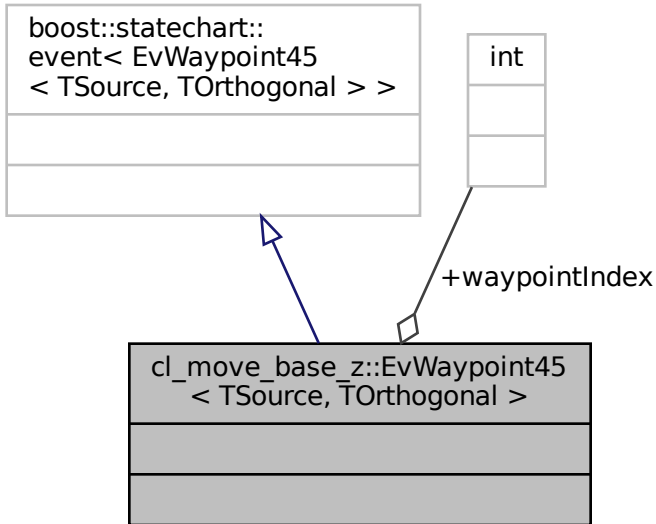 boost::statechart::
event< EvWaypoint45
< TSource, TOrthogonal > >
int
+waypointIndex
cl_move_base_z::EvWaypoint45
< TSource, TOrthogonal >